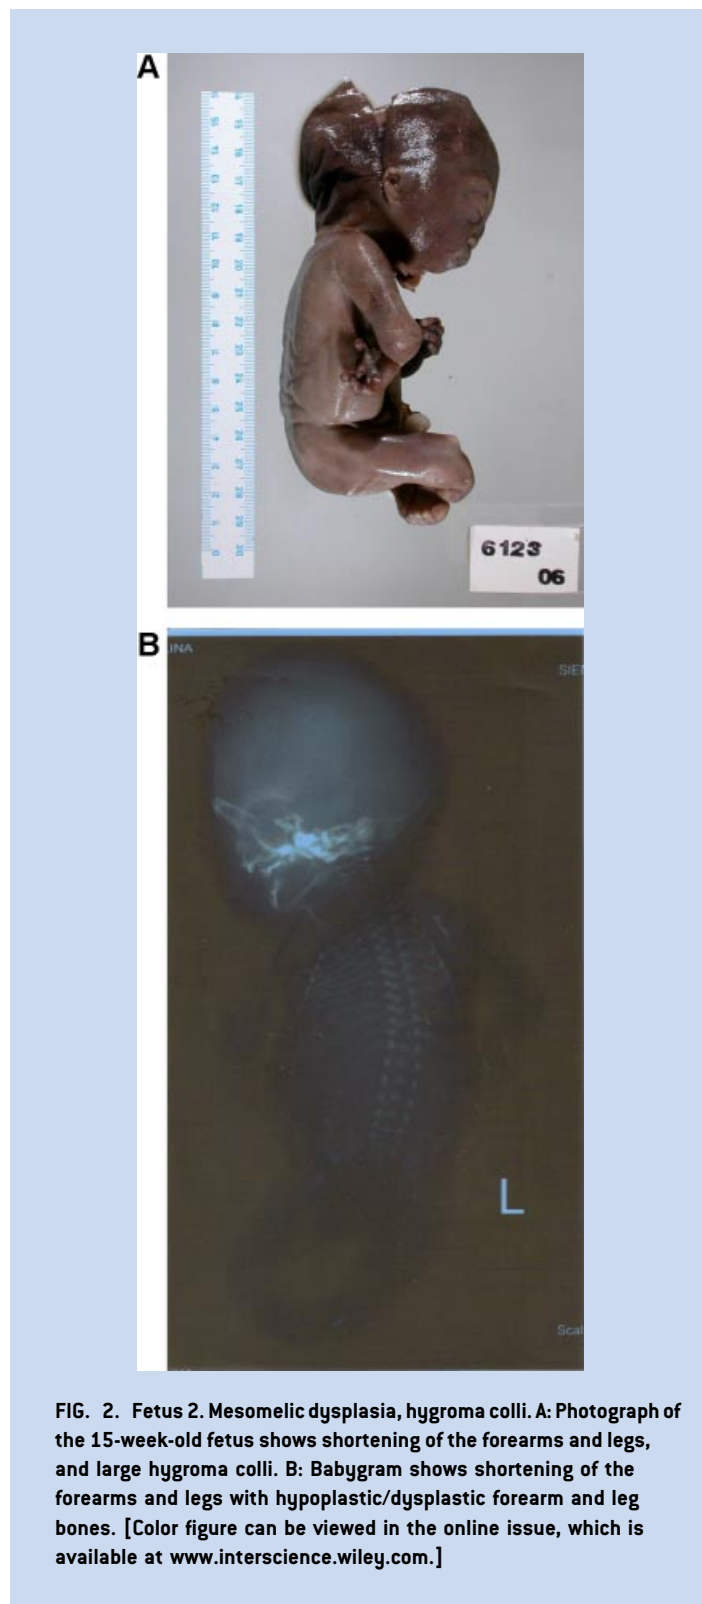 A
6123
06
B
INA
SIE
L
Scal
FIG. 2. Fetus 2. Mesomelic dysplasia, hygroma colli. A: Photograph of
the 15-week-old fetus shows shortening of the forearms and legs,
and large hygroma colli. B: Babygram shows shortening of the
forearms and legs with hypoplastic/dysplastic forearm and leg
bones. [Color figure can be viewed in the online issue, which is
available at www.interscience.wiley.com.]